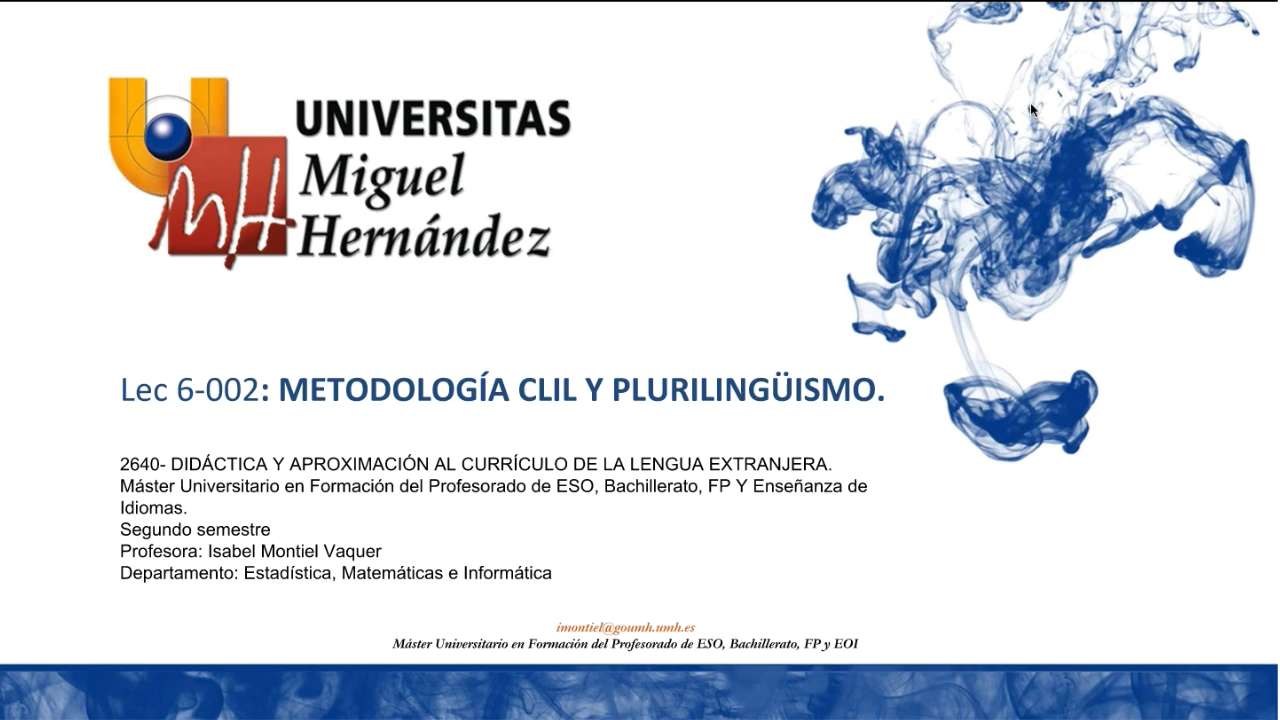 UNIVERSITAS
Miguel
Hernández
UMH
Lec 6-002: METODOLOGÍA CLIL Y PLURILINGÜISMO.
2640- DIDÁCTICA Y APROXIMACIÓN AL CURRÍCULO DE LA LENGUA EXTRANJERA.
Máster Universitario en Formación del Profesorado de ESO, Bachillerato, FP Y Enseñanza de
Idiomas.
Segundo semestre
Profesora: Isabel Montiel Vaquer
Departamento: Estadística, Matemáticas e Informática
imontiel@goumh.umh.es
Máster Universitario en Formación del Profesorado de ESO, Bachillerato, FP y EOI